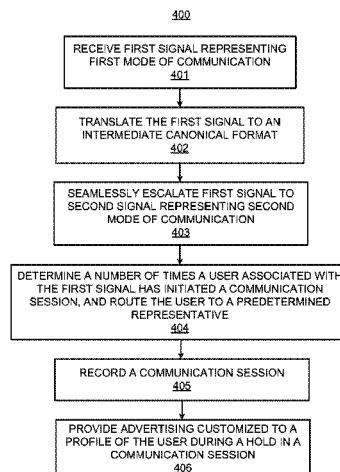 400
RECEIVE FIRST SIGNAL REPRESENTING
FIRST MODE OF COMMUNICATION
401
TRANSLATE THE FIRST SIGNAL TO AN
INTERMEDIATE CANONICAL FORMAT
402
SEAMLESSLY ESCALATE FIRST SIGNAL TO
SECOND SIGNAL REPRESENTING SECOND
MODE OF COMMUNICATION
403
DETERMINE A NUMBER OF TIMES A USER ASSOCIATED WITH
THE FIRST SIGNAL HAS INITIATED A COMMUNICATION
SESSION, AND ROUTE THE USER TO A PREDETERMINED
REPRESENTATIVE
404
RECORD A COMMUNICATION SESSION
405
PROVIDE ADVERTISING CUSTOMIZED TO A
PROFILE OF THE USER DURING A HOLD IN A
COMMUNICATION SESSION
406